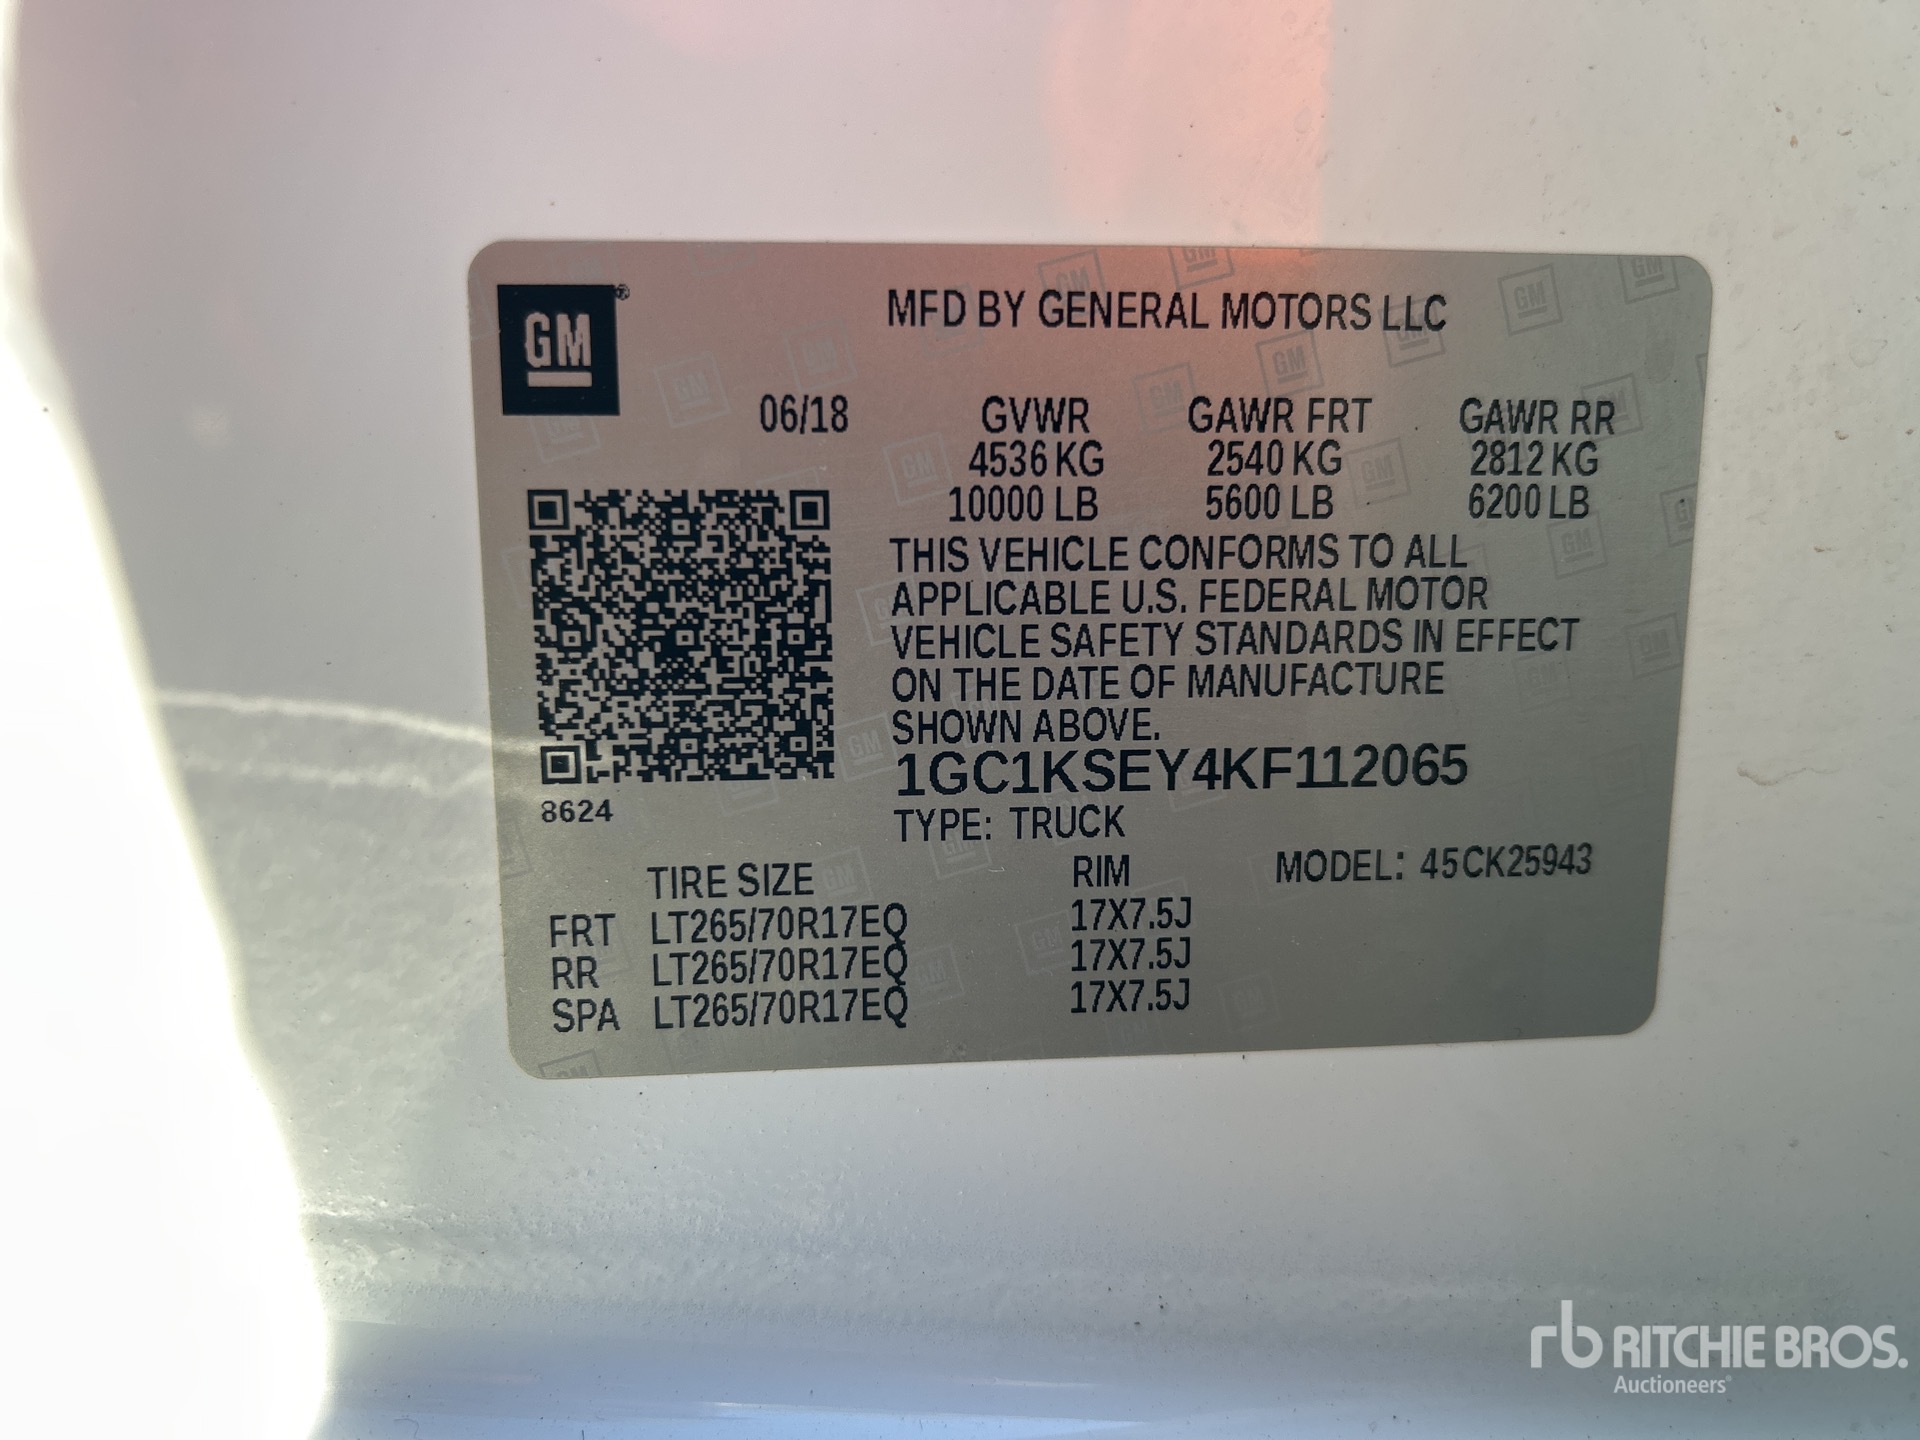 GM®
MFD BY GENERAL MOTORS LLC
06/18 GVWR GAWR FRT GAWR RR
4536 KG 2540 KG 2812 KG
10000 LB 5600 LB 6200 LB
THIS VEHICLE CONFORMS TO ALL
APPLICABLE U.S. FEDERAL MOTOR
VEHICLE SAFETY STANDARDS IN EFFECT
ON THE DATE OF MANUFACTURE
SHOWN ABOVE.
1GC1KSEY4KF112065
8624
TYPE: TRUCK
TIRE SIZE RIM MODEL: 45CK25943
FRT LT265/70R17EQ 17X7.5J
RR LT265/70R17EQ 17X7.5J
SPA LT265/70R17EQ 17X7.5J
rb RITCHIE BROS.
Auctioneers®